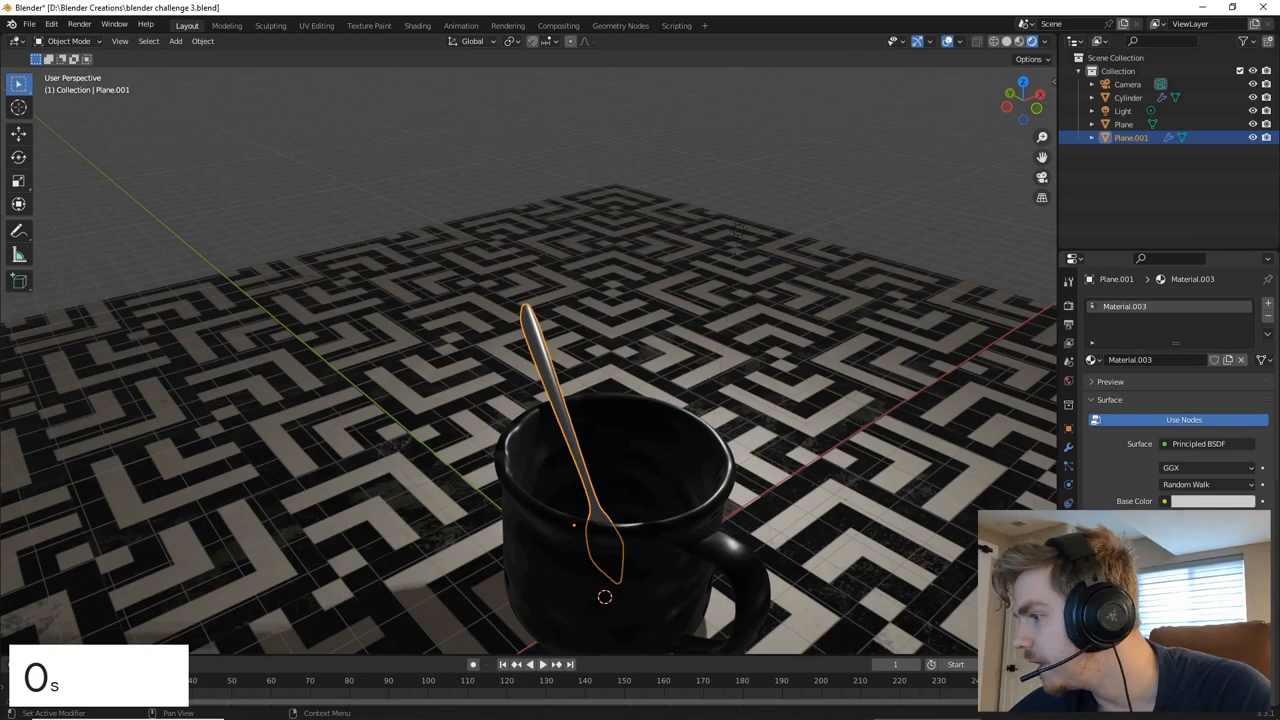 Blender* [D:\Blender Creations\blender challenge 3.blend]
File Edit Render Window Help Layout Modeling Sculpting UV Editing Texture Paint Shading Animation Rendering Compositing Geometry Nodes Scripting + Scene ViewLayer
Object Mode View Select Add Object Global
Options
User Perspective
(1) Collection | Plane.001
Scene Collection
Collection
Camera
Cylinder
Light
Plane
Plane.001
Z
Y
X
Plane.001 > Material.003
Material.003
Material.003
Preview
Surface
Use Nodes
Surface Principled BSDF
GGX
Random Walk
Base Color
0s
1 Start
40 50 60 70 80 90 100 110 120 130 140 150 160 170 180 190 200 210 220 230 240
Set Active Modifier Pan View Context Menu
3.3.1